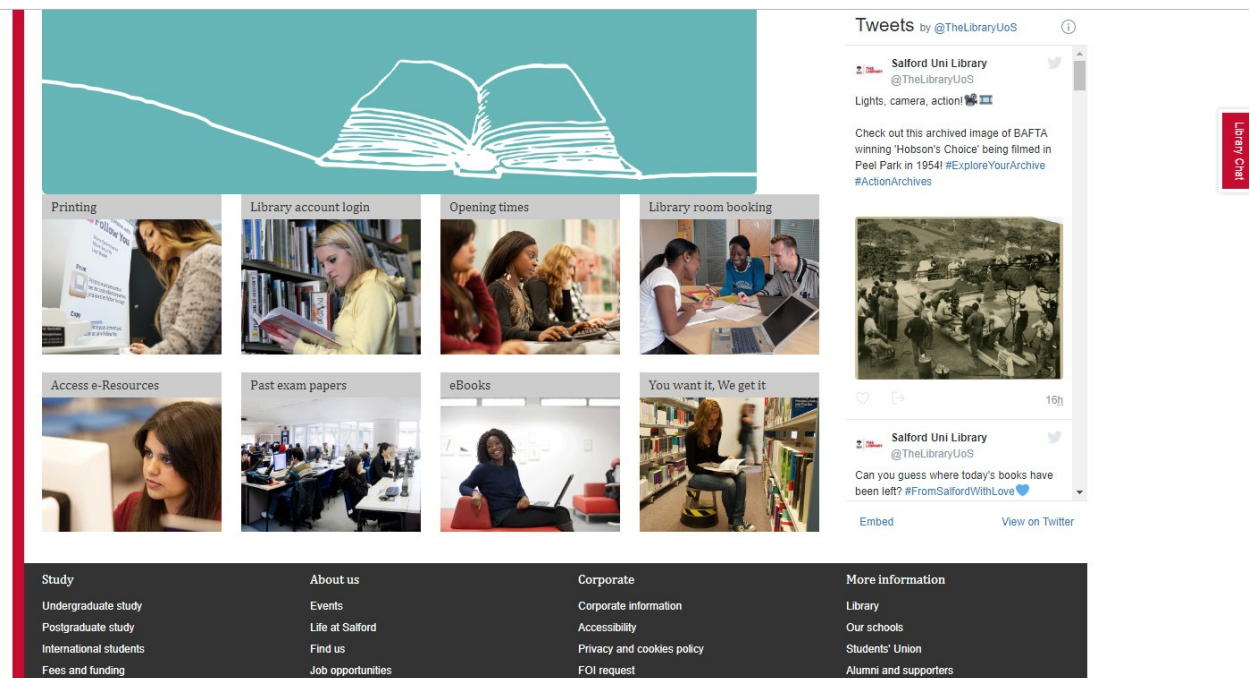 Tweets by @TheLibraryUoS
Salford Uni Library
@TheLibraryUoS
Lights, camera, action!
Check out this archived image of BAFTA
winning 'Hobson's Choice' being filmed in
Peel Park in 1954! #ExploreYourArchive
#ActionArchives
16h
Salford Uni Library
@TheLibraryUoS
Can you guess where today's books have
been left? #FromSalfordWithLove
Embed
View on Twitter
Library Chat
Printing
Library account login
Opening times
Library room booking
Follow You
Print
Copy
Access e-Resources
Past exam papers
eBooks
You want it, We get it
Study
Undergraduate study
Postgraduate study
International students
Fees and funding
About us
Events
Life at Salford
Find us
Job opportunities
Corporate
Corporate information
Accessibility
Privacy and cookies policy
FOI request
More information
Library
Our schools
Students' Union
Alumni and supporters